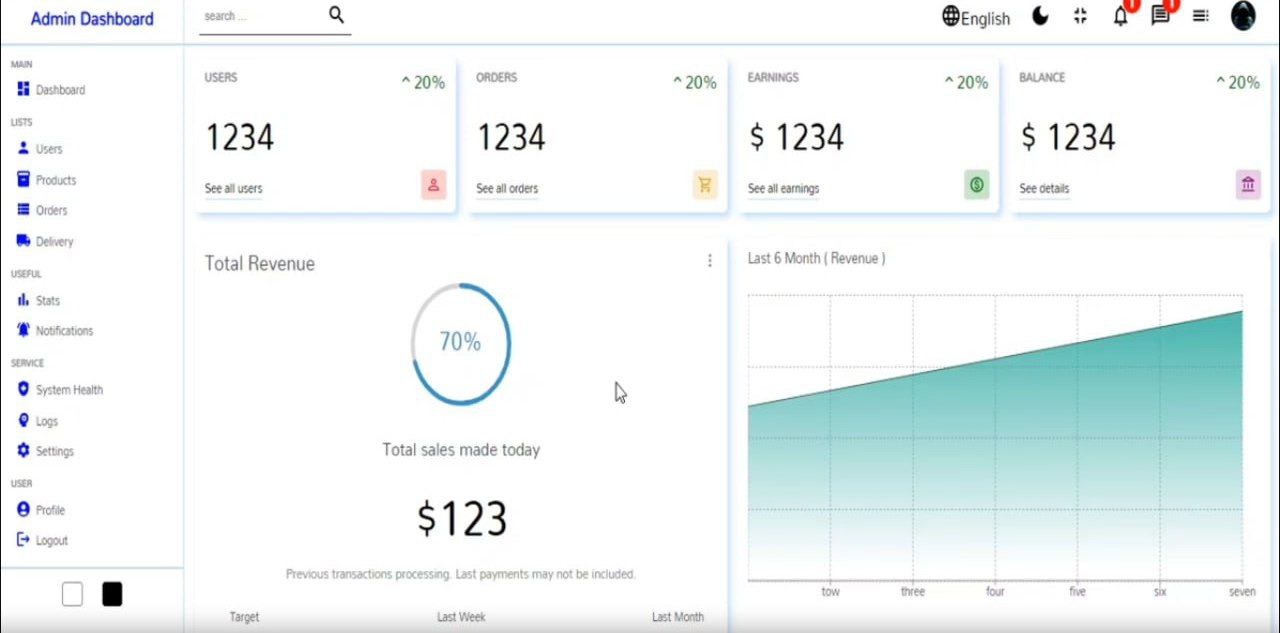 Admin Dashboard
search ...
English
1
1
MAIN
Dashboard
LISTS
Users
Products
Orders
Delivery
USEFUL
Stats
Notifications
SERVICE
System Health
Logs
Settings
USER
Profile
Logout
USERS
20%
1234
See all users
ORDERS
20%
1234
See all orders
EARNINGS
20%
$ 1234
See all earnings
BALANCE
20%
$ 1234
See details
Total Revenue
70%
Total sales made today
$123
Previous transactions processing. Last payments may not be included.
Target Last Week Last Month
Last 6 Month ( Revenue )
tow three four five six seven